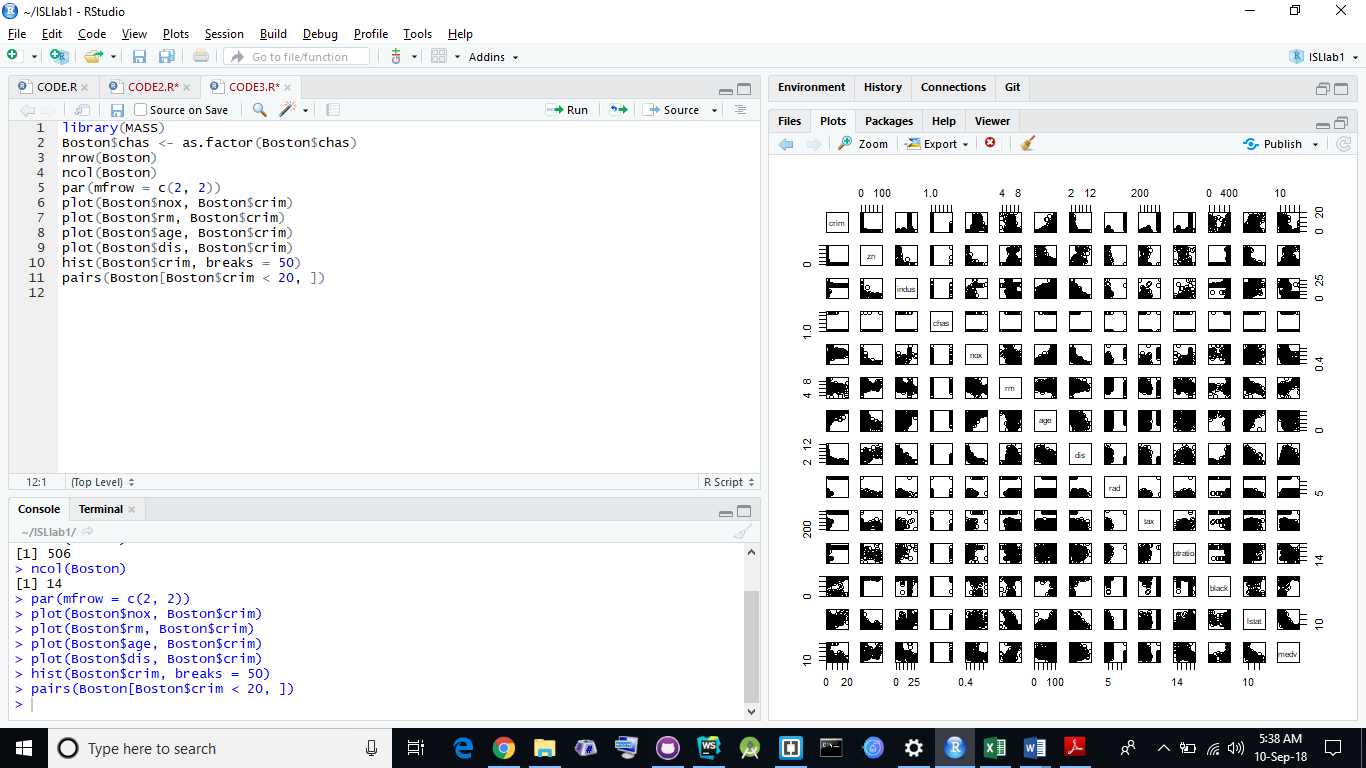 ~/ISLlab1 - RStudio
File Edit Code View Plots Session Build Debug Profile Tools Help
Go to file/function Addins ISLlab1
CODE.R CODE2.R* CODE3.R*
Source on Save Run Source
1 library(MASS)
2 Boston$chas <- as.factor(Boston$chas)
3 nrow(Boston)
4 ncol(Boston)
5 par(mfrow = c(2, 2))
6 plot(Boston$nox, Boston$crim)
7 plot(Boston$rm, Boston$crim)
8 plot(Boston$age, Boston$crim)
9 plot(Boston$dis, Boston$crim)
10 hist(Boston$crim, breaks = 50)
11 pairs(Boston[Boston$crim < 20, ])
12
12:1 (Top Level) R Script
Console Terminal
~/ISLlab1/
[1] 506
> ncol(Boston)
[1] 14
> par(mfrow = c(2, 2))
> plot(Boston$nox, Boston$crim)
> plot(Boston$rm, Boston$crim)
> plot(Boston$age, Boston$crim)
> plot(Boston$dis, Boston$crim)
> hist(Boston$crim, breaks = 50)
> pairs(Boston[Boston$crim < 20, ])
>
Environment History Connections Git
Files Plots Packages Help Viewer
Zoom Export Publish
0 100 1.0 4 8 2 12 200 0 400 10
crim 0 20
0 zn
indus 0 25
1.0 chas
nox 0.4
4 8 rm
age 0
2 12 dis
rad 5
200 tax
ptratio 14
0 black
lstat 10
10 medv
0 20 0 25 0.4 0 100 5 14 10
Type here to search
5:38 AM
10-Sep-18